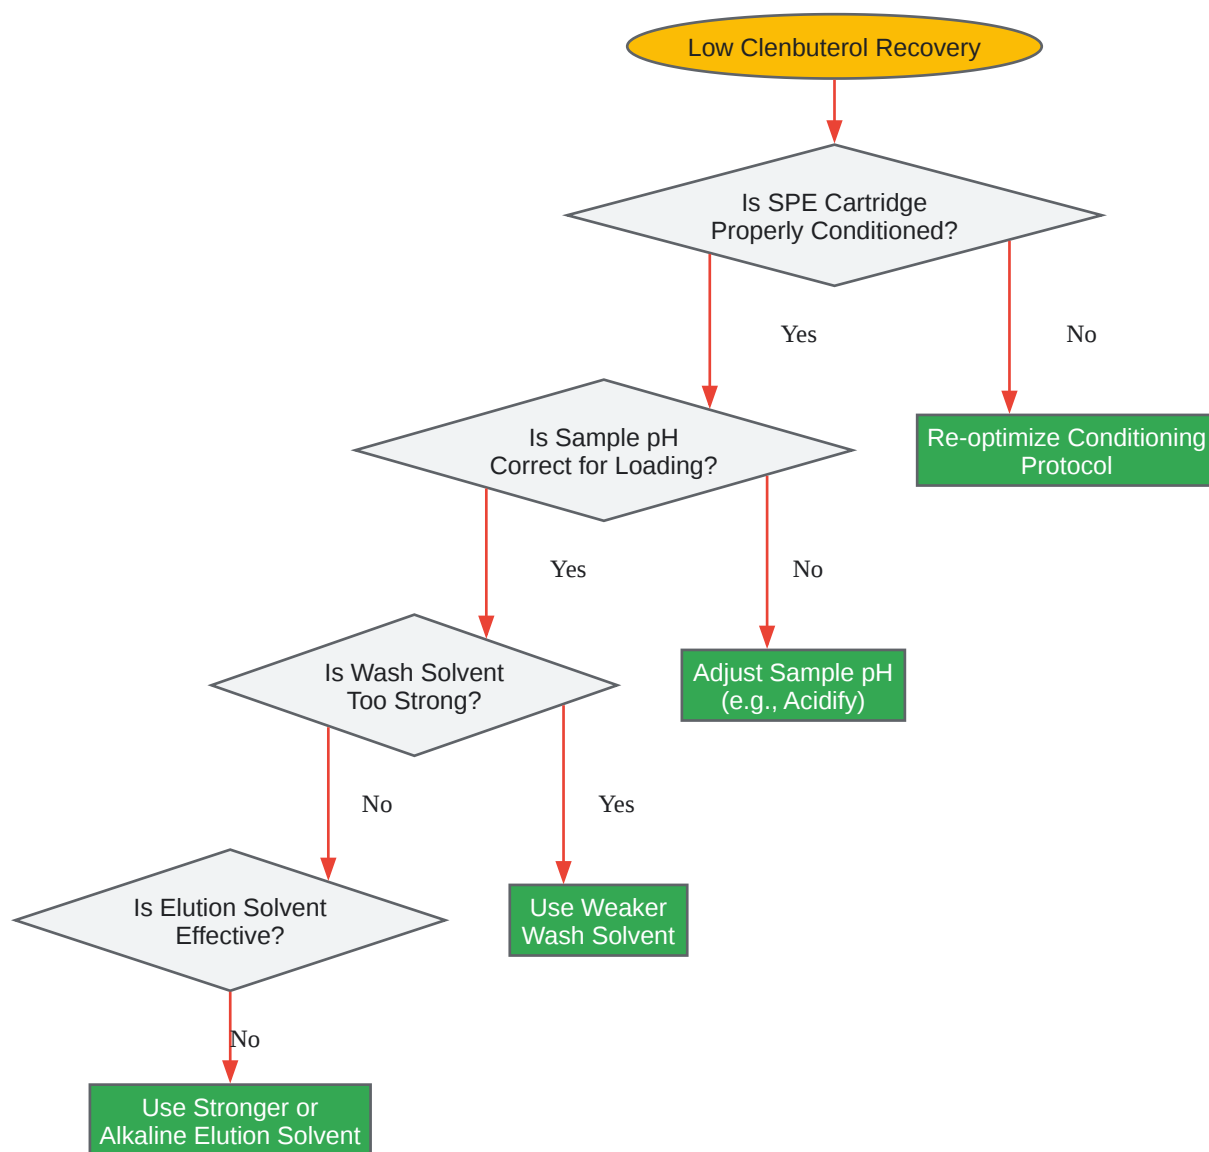 Low Clenbuterol Recovery
Is SPE Cartridge
Properly Conditioned?
Yes
No
Is Sample pH
Correct for Loading?
Re-optimize Conditioning
Protocol
Yes
No
Is Wash Solvent
Too Strong?
Adjust Sample pH
(e.g., Acidify)
No
Yes
Is Elution Solvent
Effective?
Use Weaker
Wash Solvent
No
Use Stronger or
Alkaline Elution Solvent